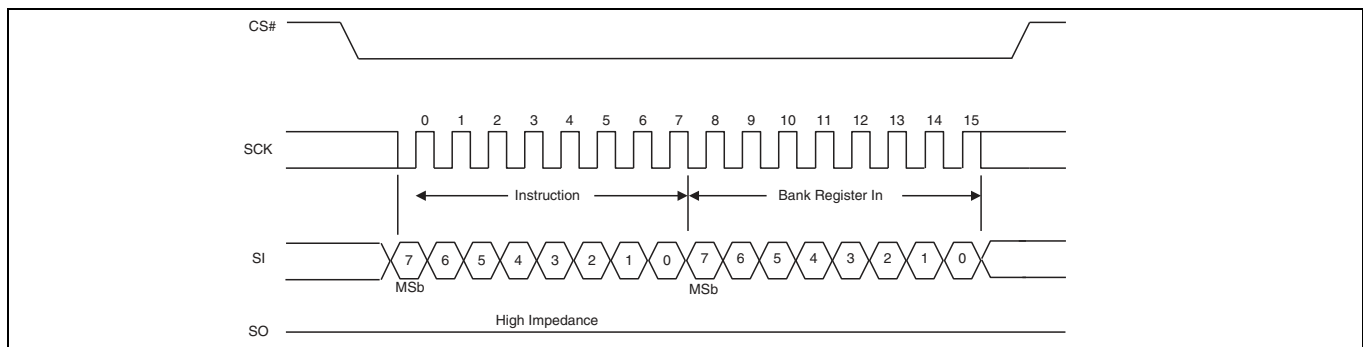 CS#
0 1 2 3 4 5 6 7 8 9 10 11 12 13 14 15
SCK
Instruction Bank Register In
SI
7 6 5 4 3 2 1 0 7 6 5 4 3 2 1 0
MSb MSb
High Impedance
SO